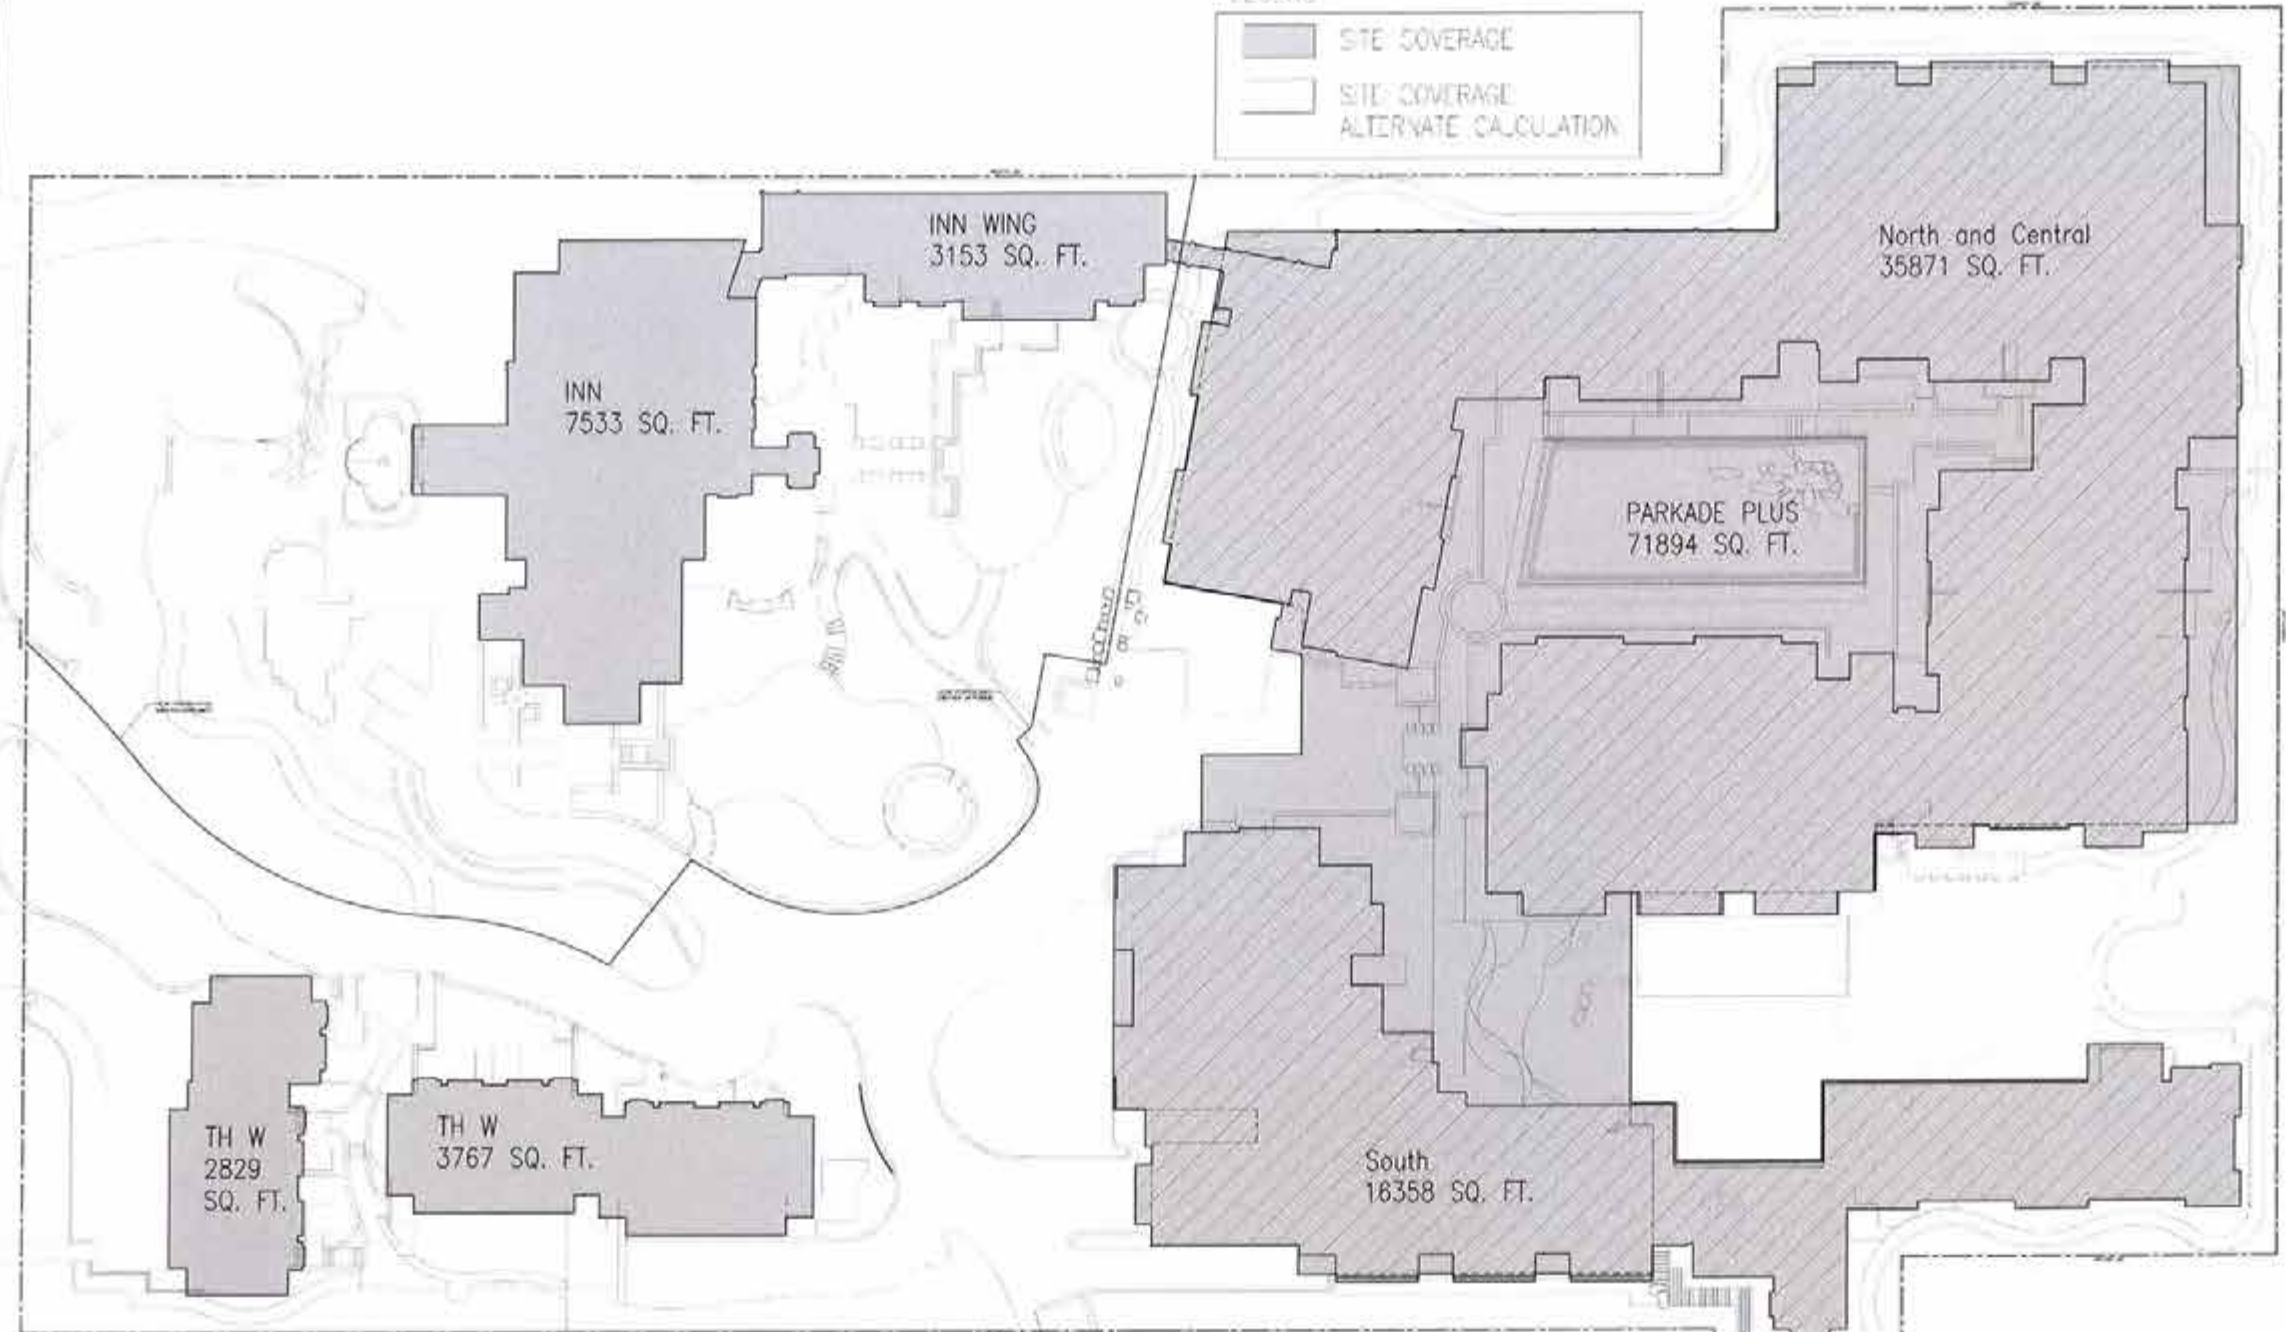 SITE COVERAGE
SITE COVERAGE
ALTERNATE CALCULATION
INN WING
3153 SQ. FT.
North and Central
35871 SQ. FT.
INN
7533 SQ. FT.
PARKADE PLUS
71894 SQ. FT.
TH W
2829
SQ. FT.
TH W
3767 SQ. FT.
South
16358 SQ. FT.